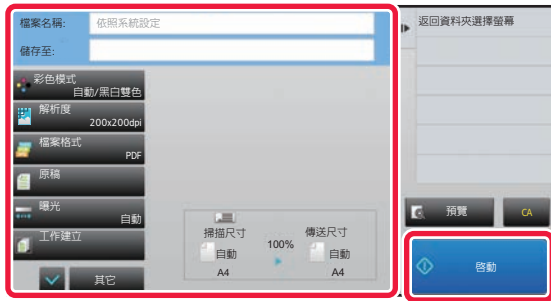 檔案名稱:
依照系統設定
儲存至:
彩色模式
自動/黑白雙色
解析度
200x200dpi
檔案格式
PDF
原稿
曝光
自動
工作建立
其它
掃描尺寸
自動
A4
100%
傳送尺寸
自動
A4
返回資料夾選擇螢幕
預覽
CA
啓動